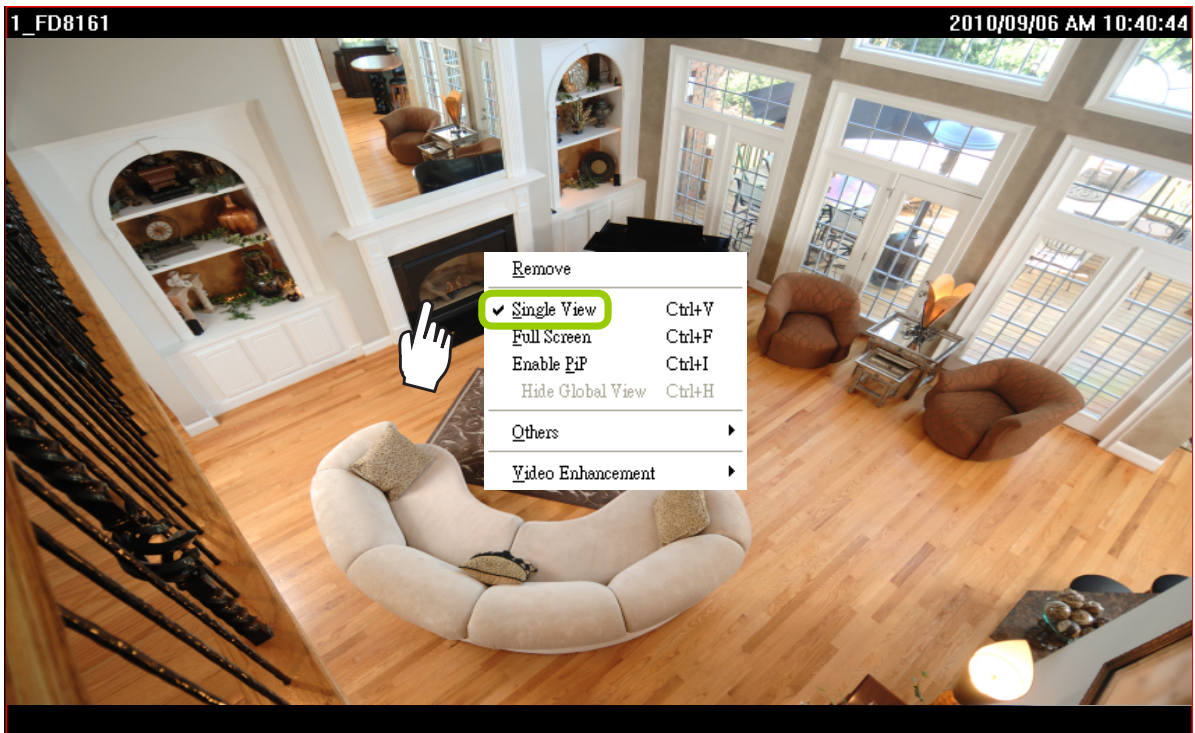 1_FD8161 2010/09/06 AM 10:40:44
Remove
Single View Ctrl+V
Full Screen Ctrl+F
Enable PiP Ctrl+I
Hide Global View Ctrl+H
Others
Video Enhancement